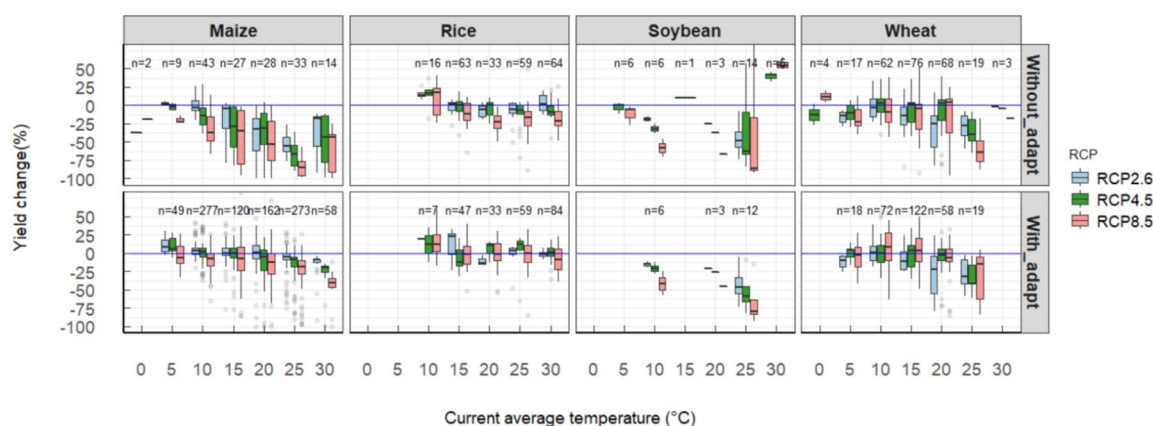 Maize Rice Soybean Wheat
n=2 n=9 n=43 n=27 n=28 n=33 n=14 n=16 n=63 n=33 n=59 n=64 n=6 n=6 n=1 n=3 n=14 n=6 n=4 n=17 n=62 n=76 n=68 n=19 n=3
50
25
0
-25
-50
-75
-100
Without_adapt
n=49 n=277 n=120 n=162 n=273 n=58 n=7 n=47 n=33 n=59 n=84 n=6 n=3 n=12 n=18 n=72 n=122 n=58 n=19
50
25
0
-25
-50
-75
-100
With_adapt
Yield change(%)
0 5 10 15 20 25 30 0 5 10 15 20 25 30 0 5 10 15 20 25 30 0 5 10 15 20 25 30
Current average temperature (°C)
RCP
RCP2.6
RCP4.5
RCP8.5